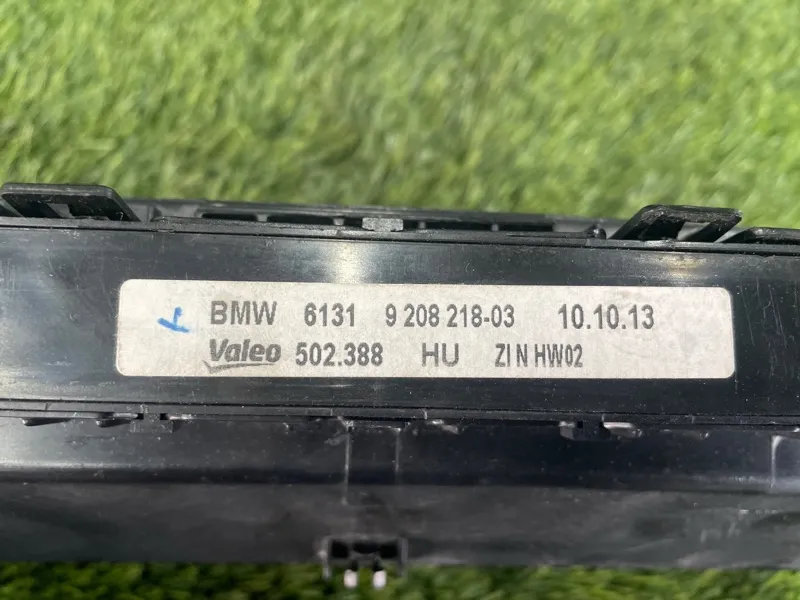 BMW 6131 9 208 218-03 10.10.13
Valeo 502.388 HU ZI N HW02